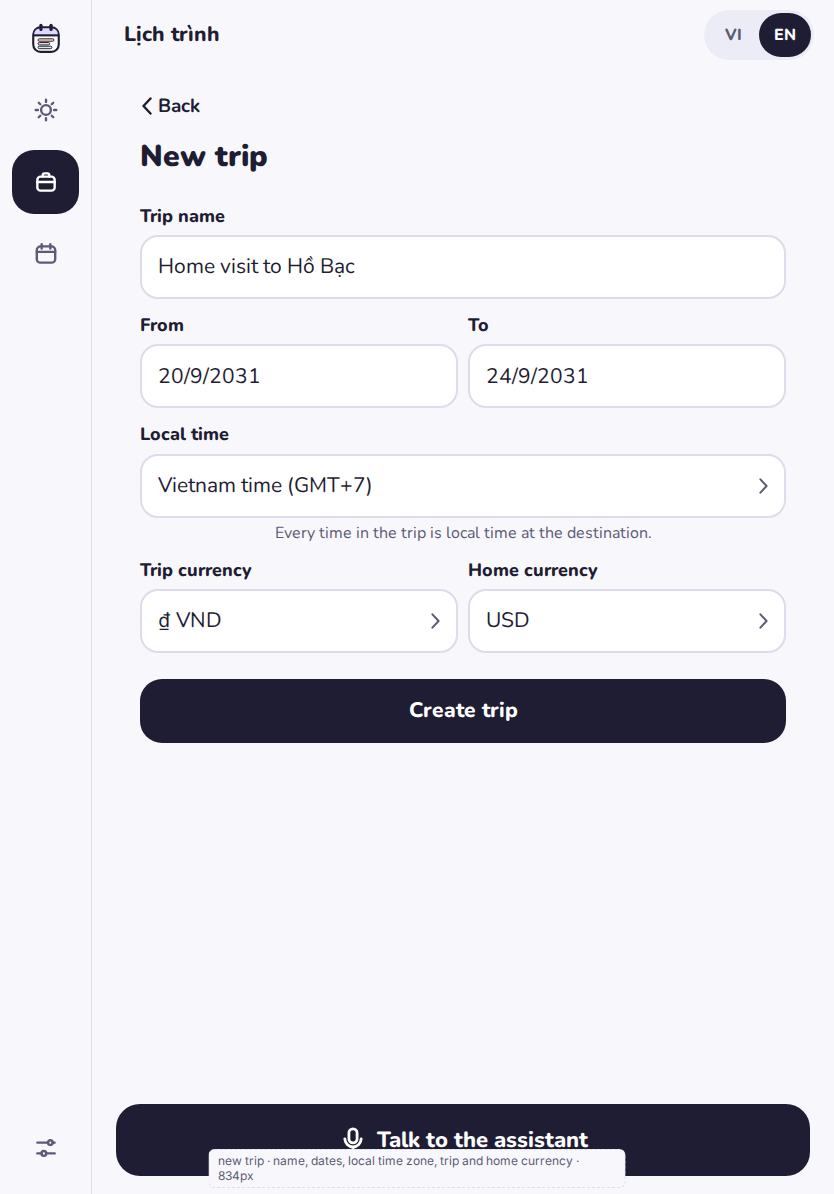 Lịch trình
VI EN
Back
New trip
Trip name
Home visit to Hồ Bạc
From To
20/9/2031 24/9/2031
Local time
Vietnam time (GMT+7)
Every time in the trip is local time at the destination.
Trip currency Home currency
₫ VND USD
Create trip
Talk to the assistant
new trip · name, dates, local time zone, trip and home currency ·
834px